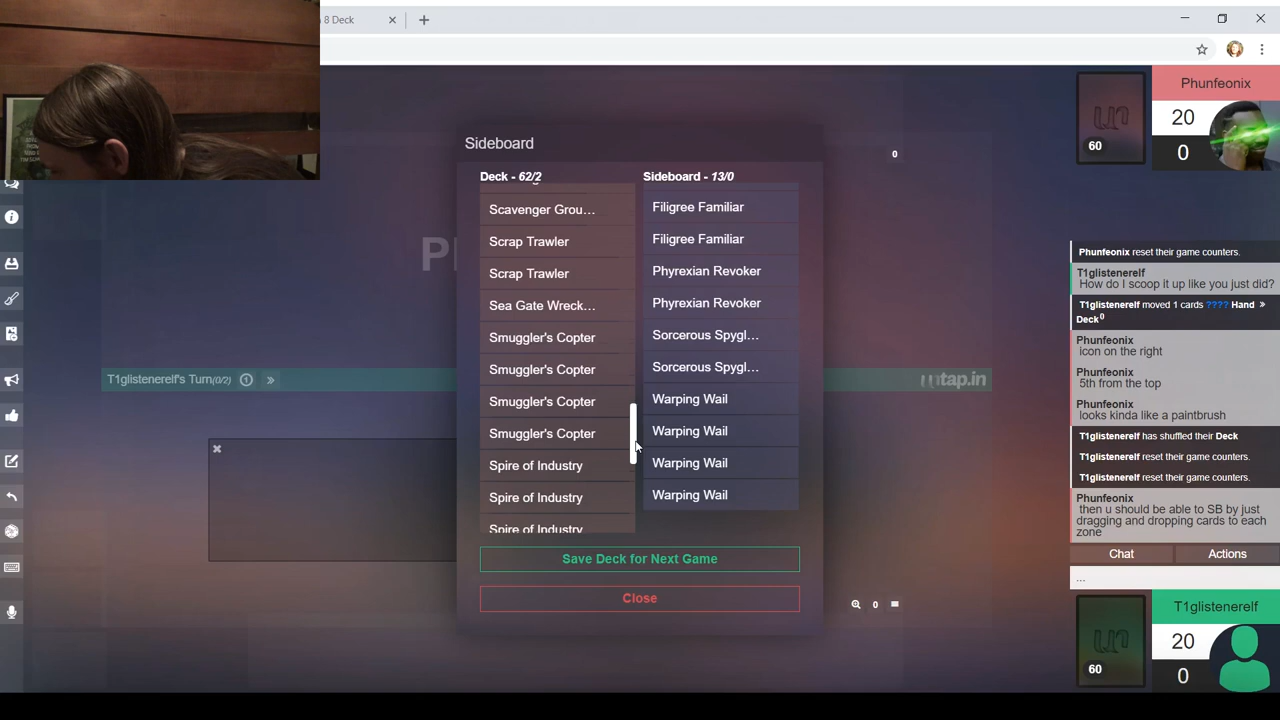 8 Deck
Sideboard
Deck - 62/2
Scavenger Grou…
Scrap Trawler
Scrap Trawler
Sea Gate Wreck…
Smuggler's Copter
Smuggler's Copter
Smuggler's Copter
Smuggler's Copter
Spire of Industry
Spire of Industry
Spire of Industry
Sideboard - 13/0
Filigree Familiar
Filigree Familiar
Phyrexian Revoker
Phyrexian Revoker
Sorcerous Spygl…
Sorcerous Spygl…
Warping Wail
Warping Wail
Warping Wail
Warping Wail
Save Deck for Next Game
Close
0
T1glistenerelf's Turn(0/2) 1 »
untap.in
0
60
Phunfeonix
20
0
Phunfeonix reset their game counters.
T1glistenerelf
How do I scoop it up like you just did?
T1glistenerelf moved 1 cards ???? Hand »
Deck0
Phunfeonix
icon on the right
Phunfeonix
5th from the top
Phunfeonix
looks kinda like a paintbrush
T1glistenerelf has shuffled their Deck
T1glistenerelf reset their game counters.
T1glistenerelf reset their game counters.
Phunfeonix
then u should be able to SB by just
dragging and dropping cards to each
zone
Chat
Actions
...
60
T1glistenerelf
20
0